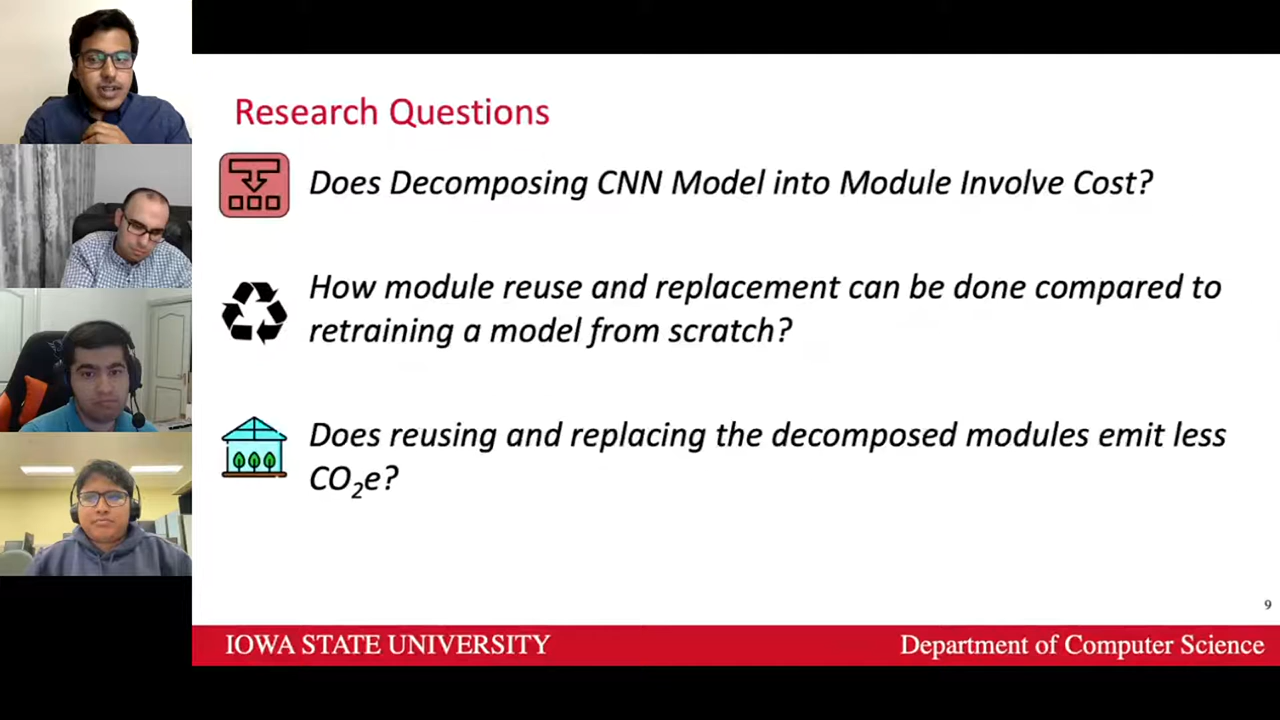 Research Questions
Does Decomposing CNN Model into Module Involve Cost?
How module reuse and replacement can be done compared to
retraining a model from scratch?
Does reusing and replacing the decomposed modules emit less
CO₂e?
9
IOWA STATE UNIVERSITY
Department of Computer Science